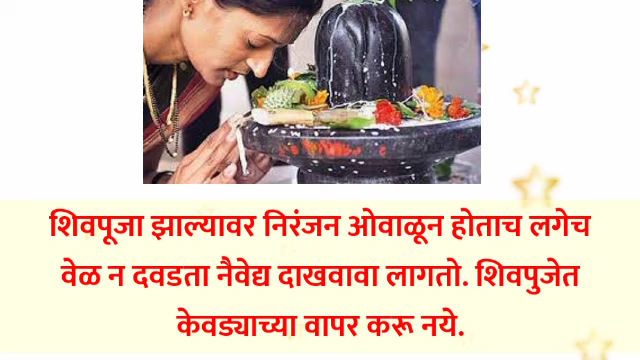 शिवपूजा झाल्यावर निरंजन ओवाळून होताच लगेच
वेळ न दवडता नैवेद्य दाखवावा लागतो. शिवपुजेत
केवड्याच्या वापर करू नये.